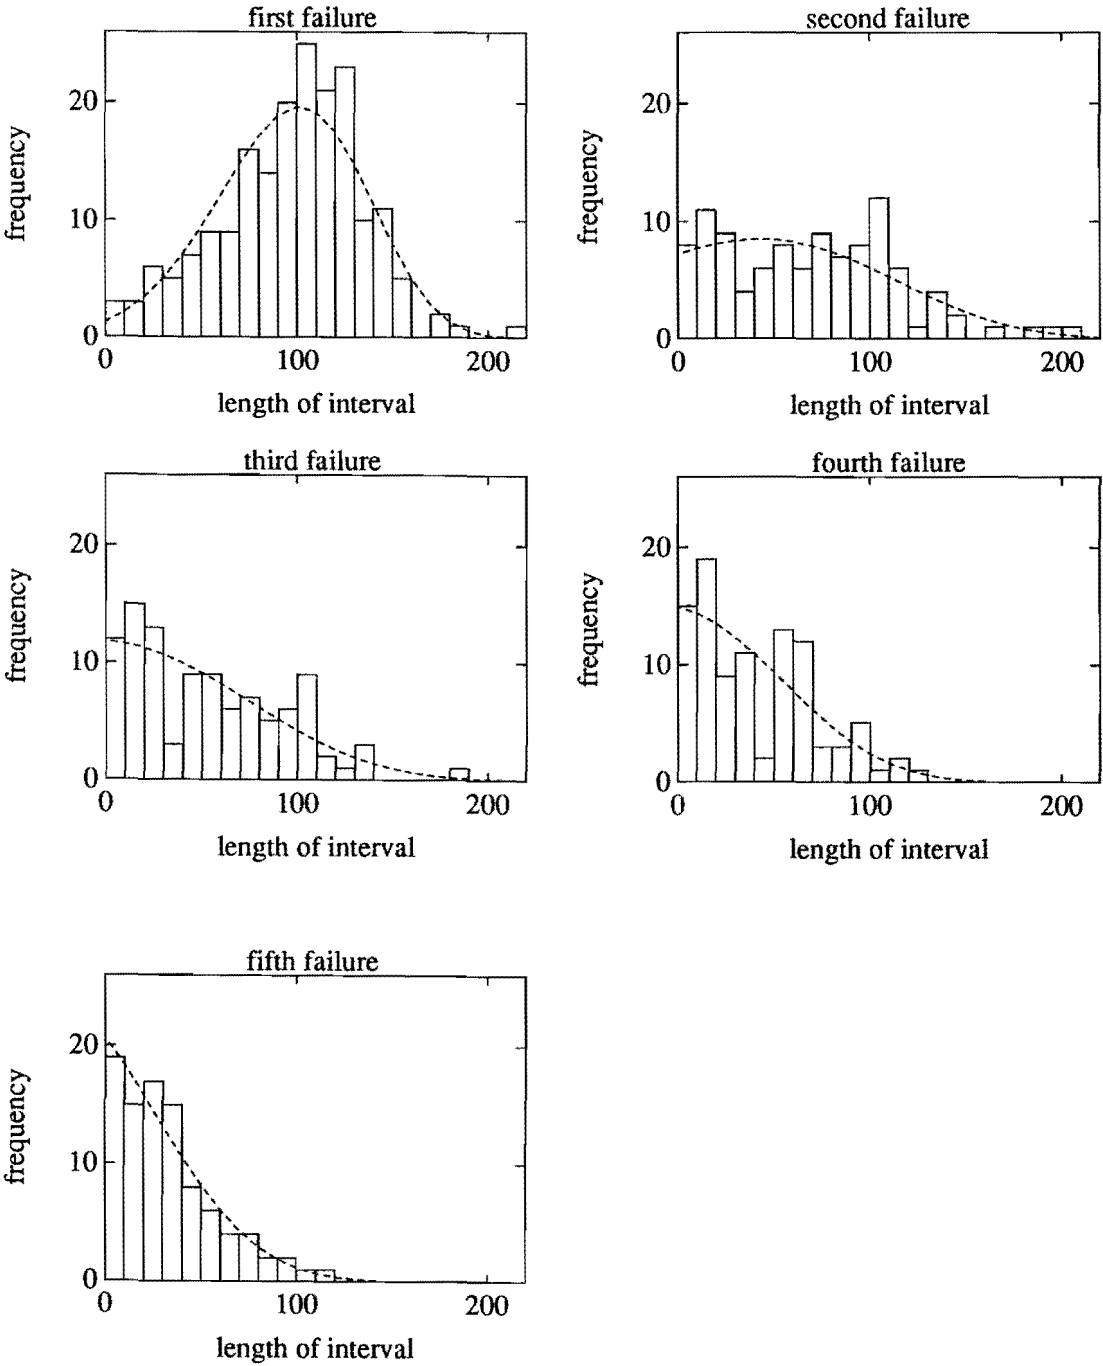 first failure
frequency
20
10
0
0 100 200
length of interval
second failure
frequency
20
10
0
0 100 200
length of interval
third failure
frequency
20
10
0
0 100 200
length of interval
fourth failure
frequency
20
10
0
0 100 200
length of interval
fifth failure
frequency
20
10
0
0 100 200
length of interval